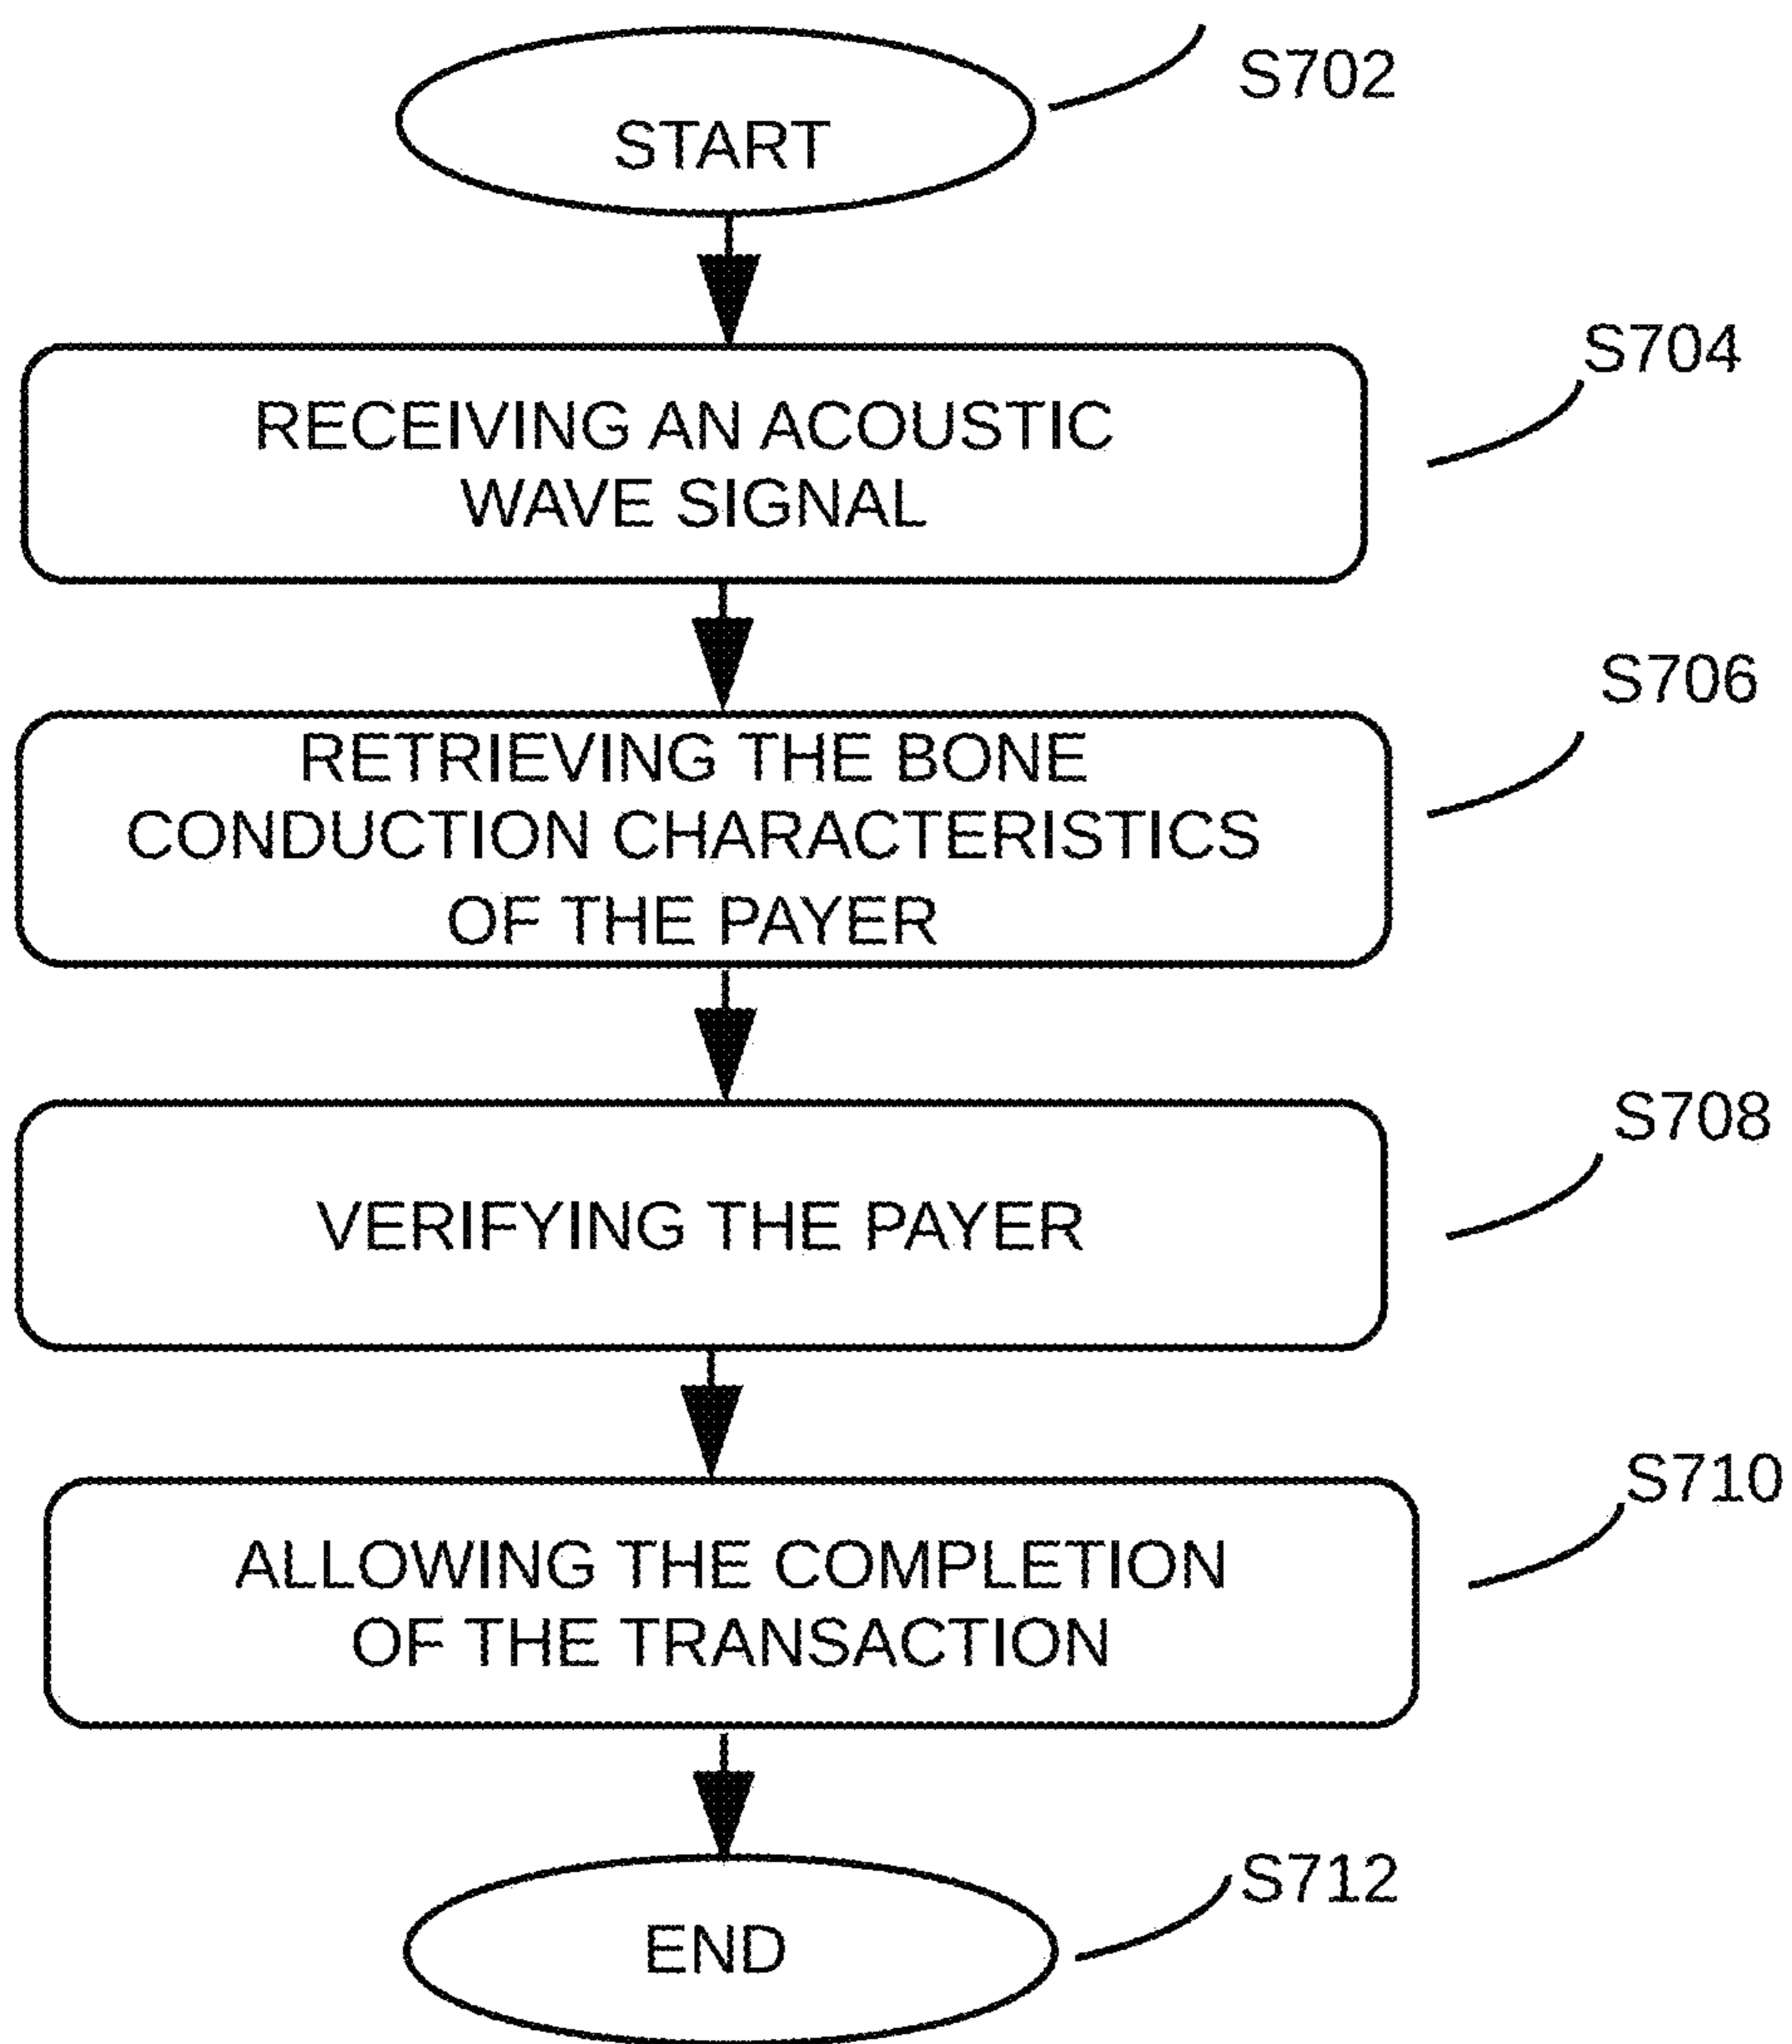 S702
START
S704
RECEIVING AN ACOUSTIC
WAVE SIGNAL
S706
RETRIEVING THE BONE
CONDUCTION CHARACTERISTICS
OF THE PAYER
S708
VERIFYING THE PAYER
S710
ALLOWING THE COMPLETION
OF THE TRANSACTION
S712
END